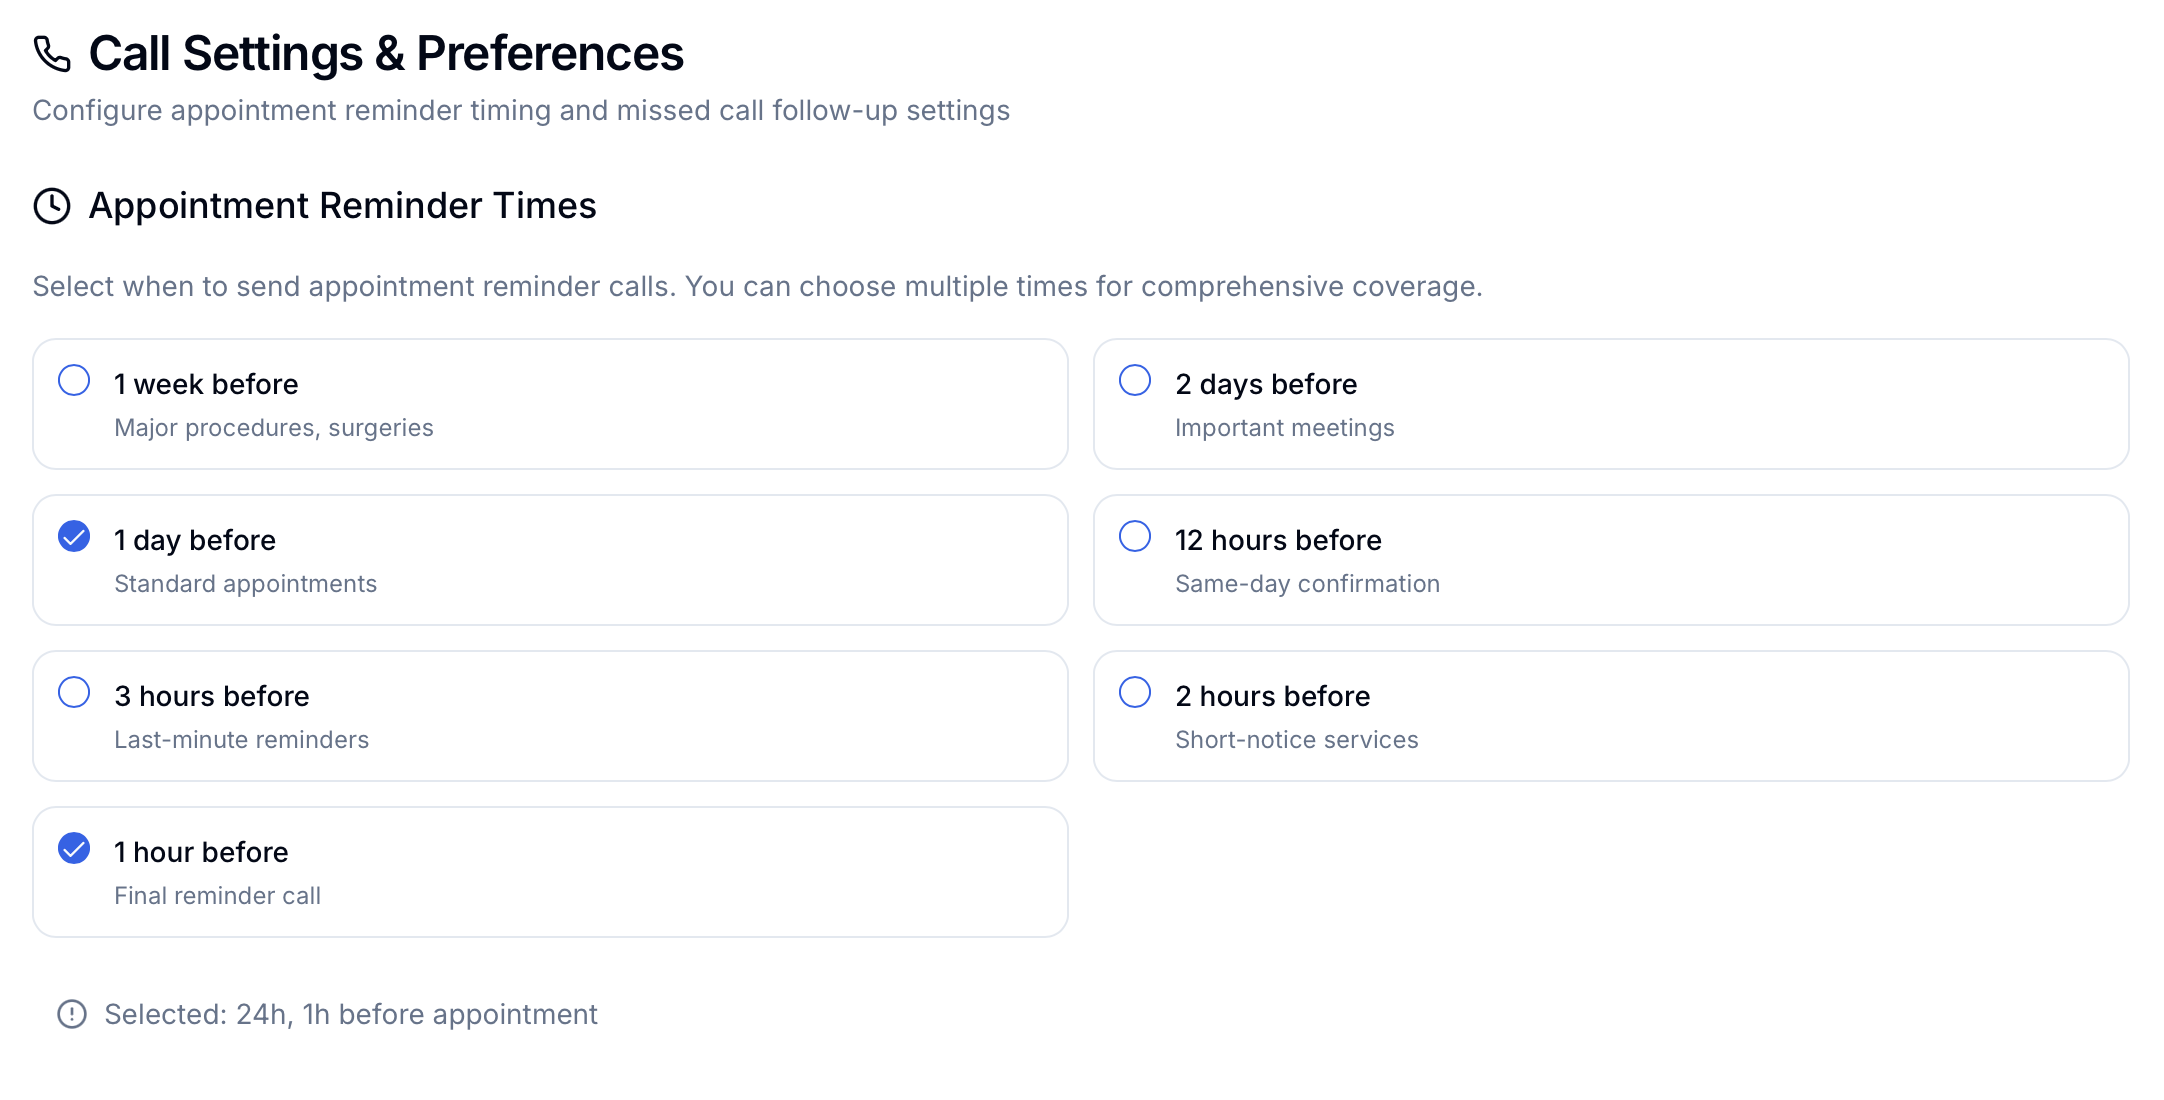 Call Settings & Preferences
Configure appointment reminder timing and missed call follow-up settings
Appointment Reminder Times
Select when to send appointment reminder calls. You can choose multiple times for comprehensive coverage.
1 week before
Major procedures, surgeries
2 days before
Important meetings
1 day before
Standard appointments
12 hours before
Same-day confirmation
3 hours before
Last-minute reminders
2 hours before
Short-notice services
1 hour before
Final reminder call
Selected: 24h, 1h before appointment